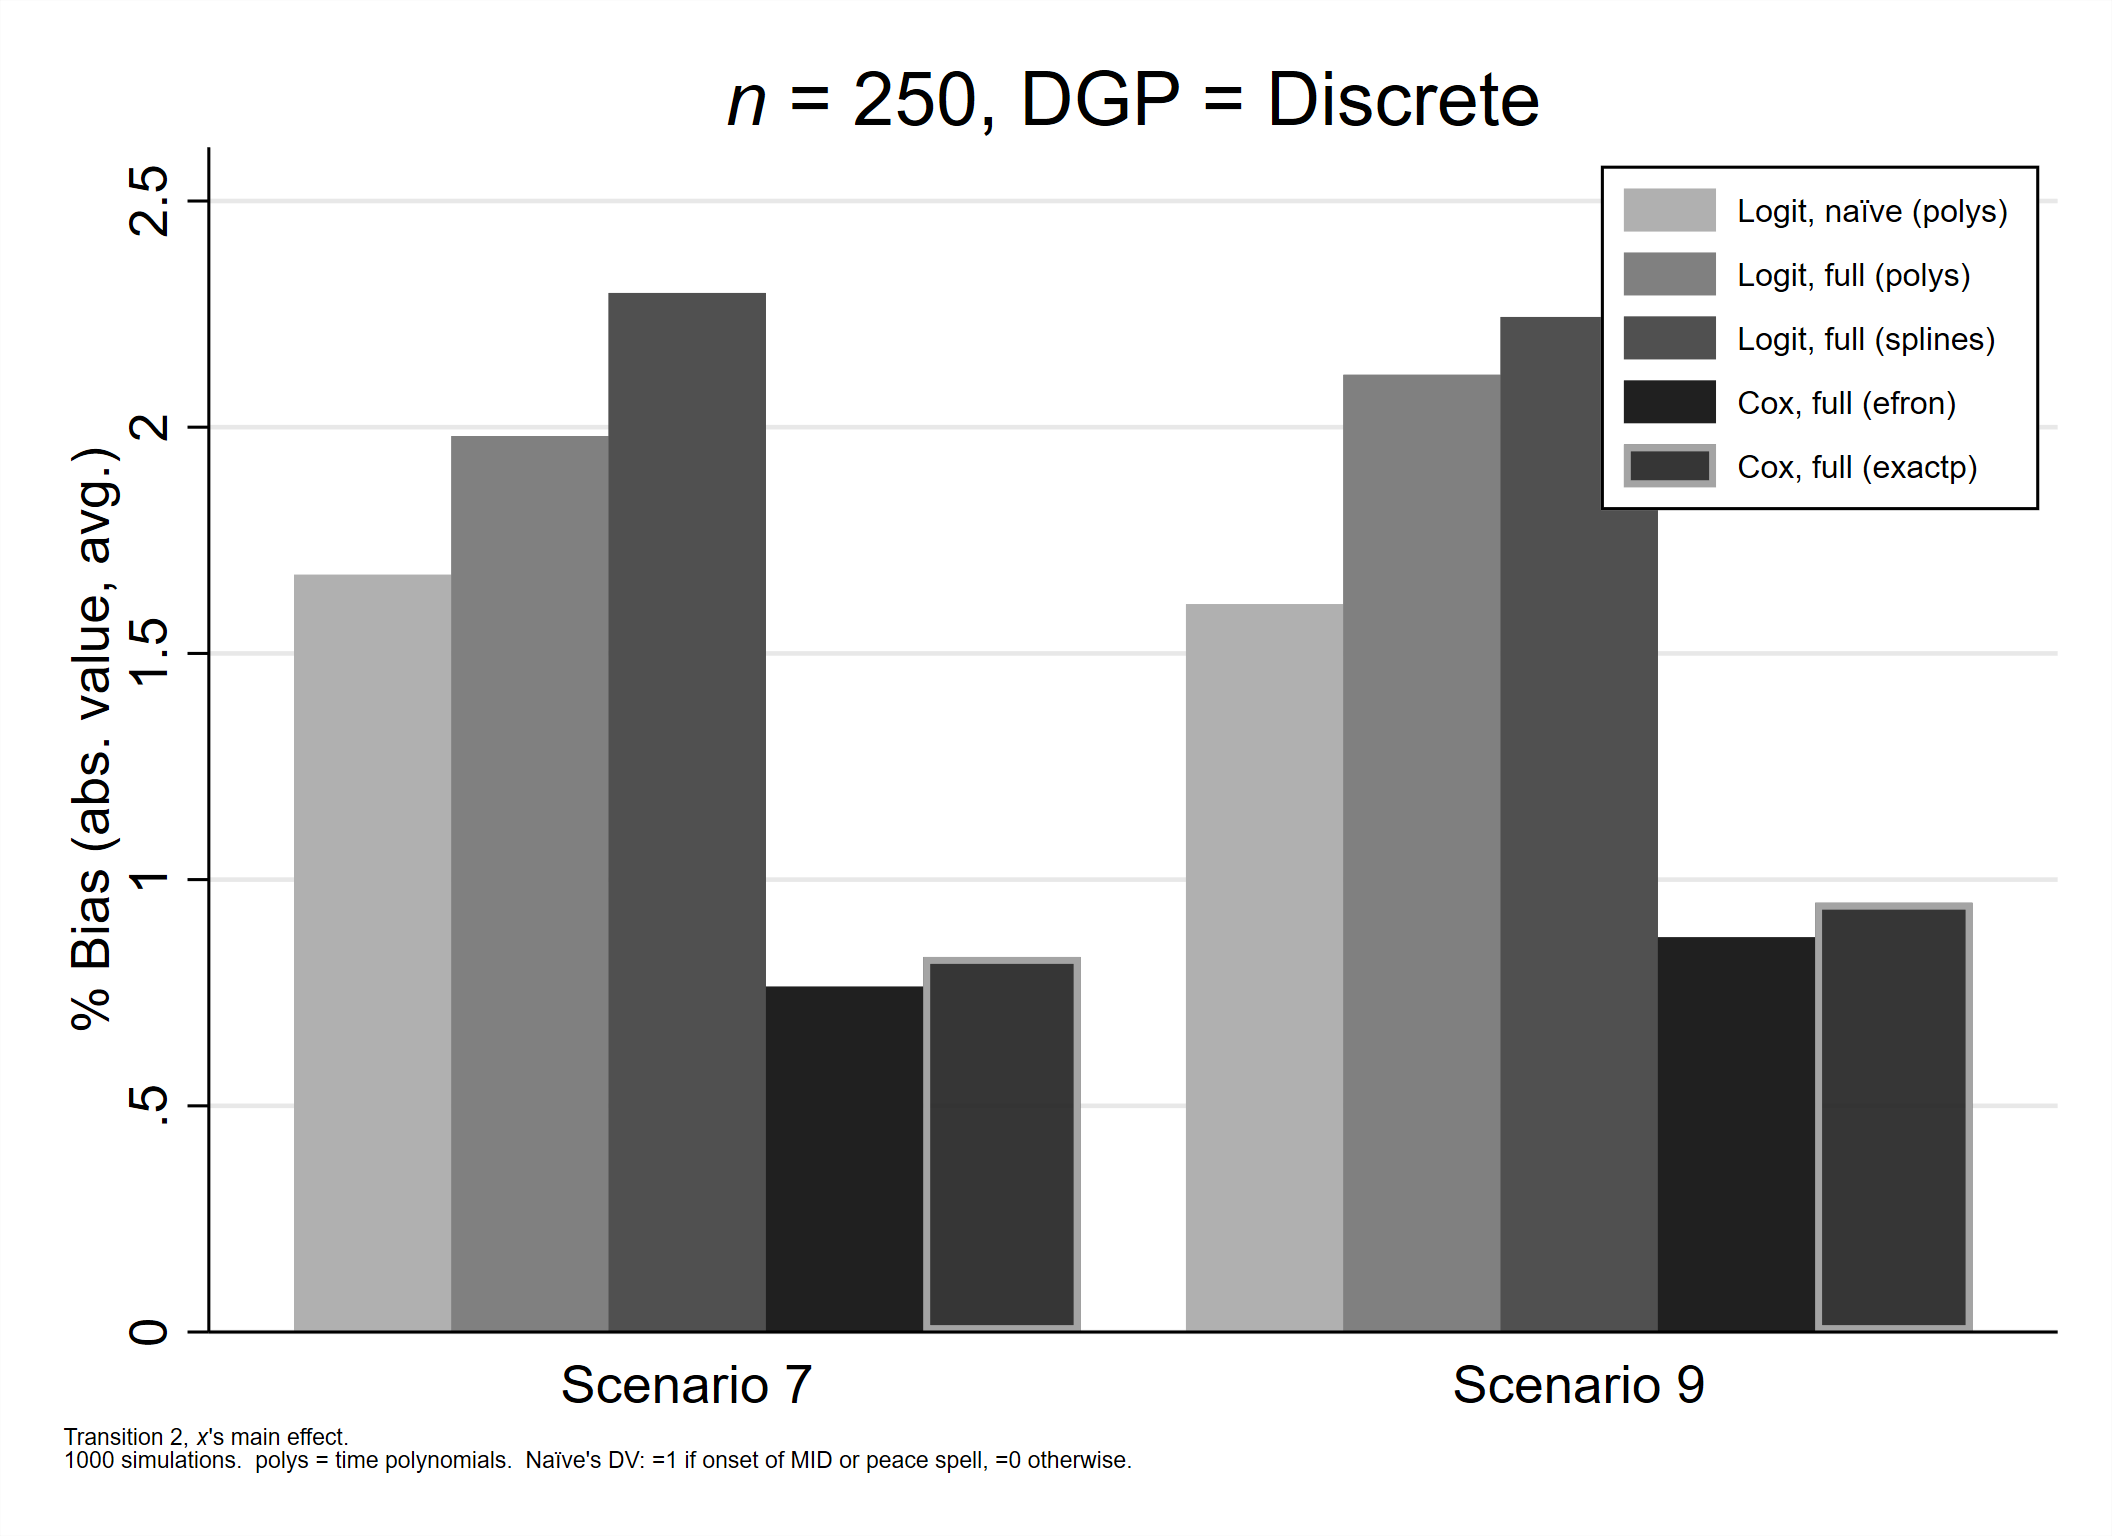 n = 250, DGP = Discrete
% Bias (abs. value, avg.)
2.5
2
1.5
1
.5
0
Logit, naïve (polys)
Logit, full (polys)
Logit, full (splines)
Cox, full (efron)
Cox, full (exactp)
Scenario 7
Scenario 9
Transition 2, x's main effect.
1000 simulations.  polys = time polynomials.  Naïve's DV: =1 if onset of MID or peace spell, =0 otherwise.